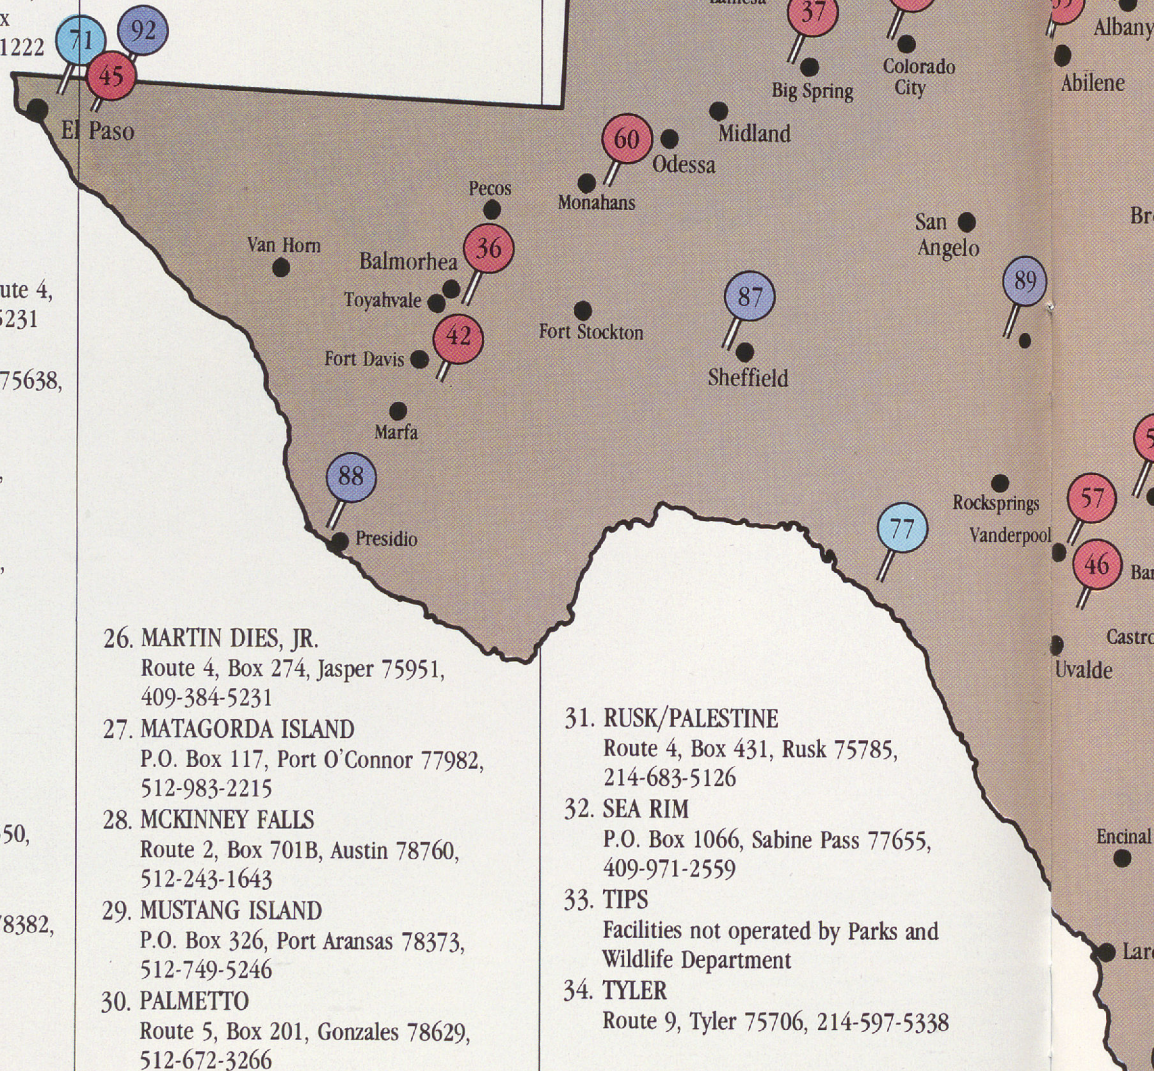 1222
71
92
45
El Paso
37
Big Spring
Colorado
City
Albany
Abilene
60
Odessa
Midland
Monahans
Pecos
36
Van Horn
Balmorhea
Toyahvale
42
Fort Davis
Fort Stockton
87
Sheffield
San
Angelo
89
Marfa
88
Presidio
Rocksprings
Vanderpool
77
57
46
Uvalde
Encinal
ute 4,
5231
75638,
50,
78382,
26. MARTIN DIES, JR.
Route 4, Box 274, Jasper 75951,
409-384-5231
27. MATAGORDA ISLAND
P.O. Box 117, Port O'Connor 77982,
512-983-2215
28. MCKINNEY FALLS
Route 2, Box 701B, Austin 78760,
512-243-1643
29. MUSTANG ISLAND
P.O. Box 326, Port Aransas 78373,
512-749-5246
30. PALMETTO
Route 5, Box 201, Gonzales 78629,
512-672-3266
31. RUSK/PALESTINE
Route 4, Box 431, Rusk 75785,
214-683-5126
32. SEA RIM
P.O. Box 1066, Sabine Pass 77655,
409-971-2559
33. TIPS
Facilities not operated by Parks and
Wildlife Department
34. TYLER
Route 9, Tyler 75706, 214-597-5338